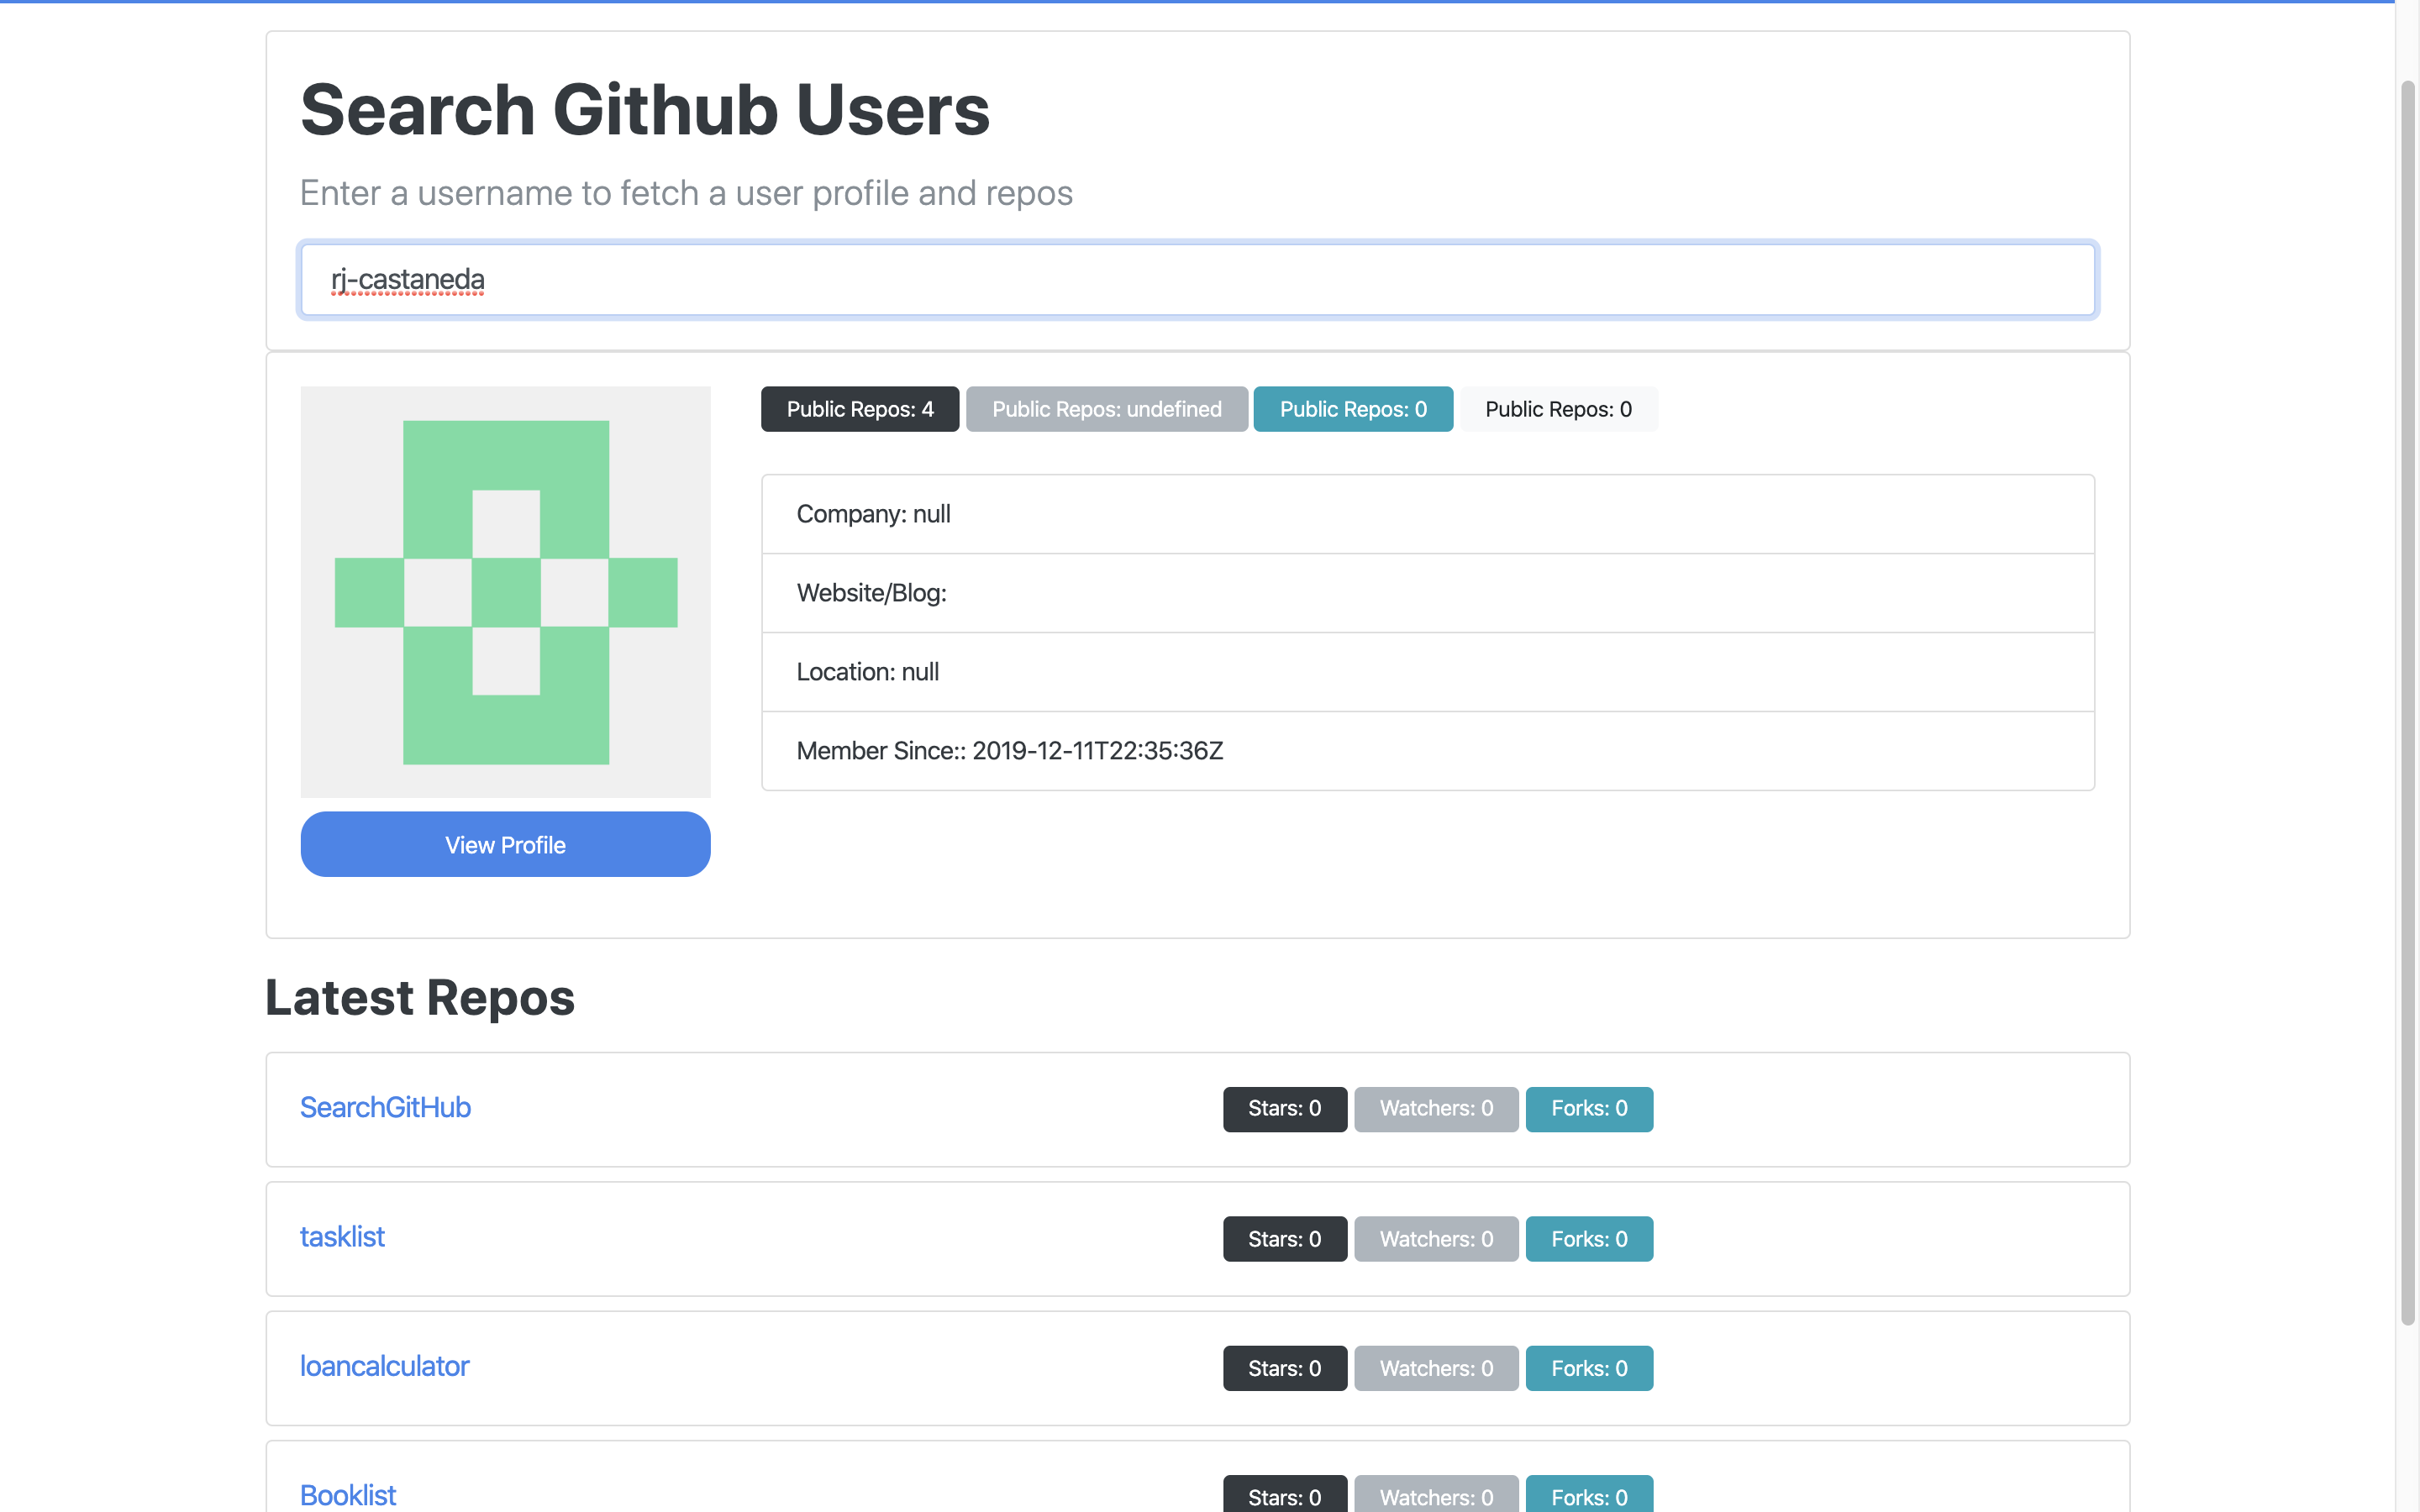 Search Github Users
Enter a username to fetch a user profile and repos
rj-castaneda
Public Repos: 4 Public Repos: undefined Public Repos: 0 Public Repos: 0
Company: null
Website/Blog:
Location: null
Member Since:: 2019-12-11T22:35:36Z
View Profile
Latest Repos
SearchGitHub Stars: 0 Watchers: 0 Forks: 0
tasklist Stars: 0 Watchers: 0 Forks: 0
loancalculator Stars: 0 Watchers: 0 Forks: 0
Booklist Stars: 0 Watchers: 0 Forks: 0